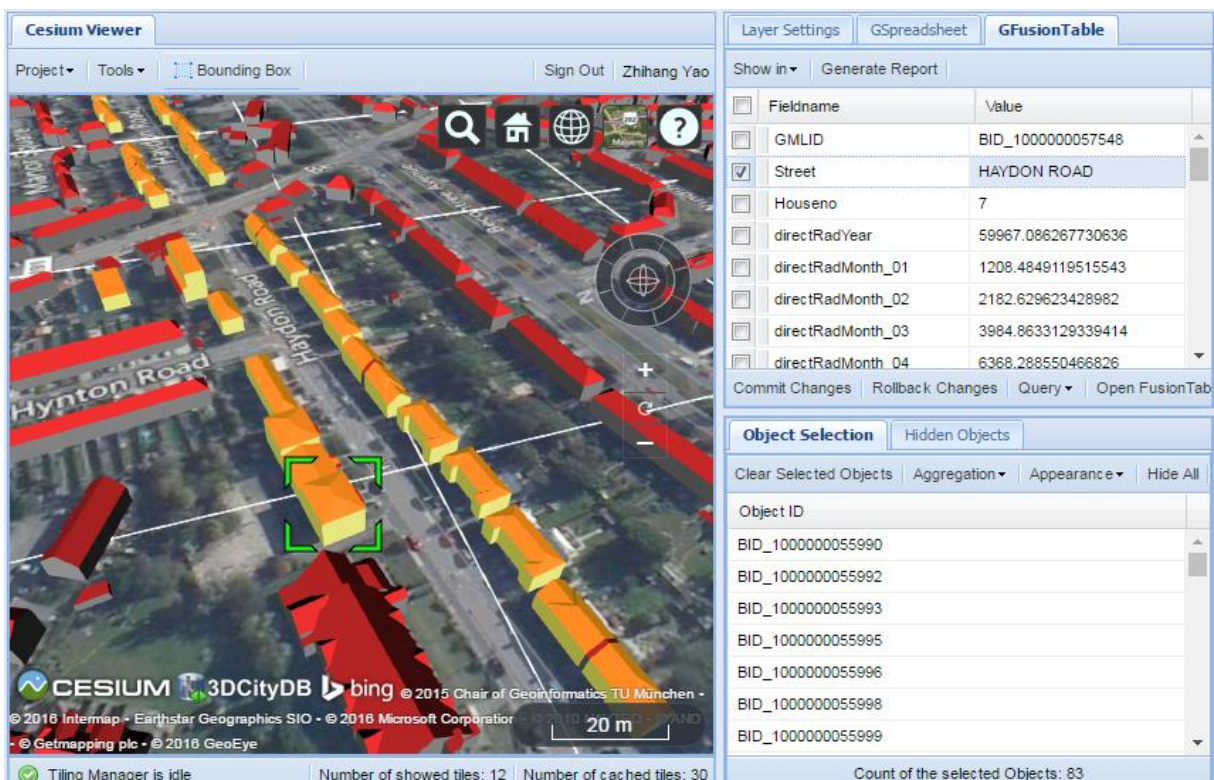 Cesium Viewer
Project Tools Bounding Box Sign Out Zhihang Yao
?
Haydon Road
Hynton Road
N
+
−
CESIUM 3DCityDB bing © 2015 Chair of Geoinformatics TU München -
© 2016 Intermap - Earthstar Geographics SIO - © 2016 Microsoft Corporation
- © Getmapping plc - © 2016 GeoEye
20 m
Tiling Manager is idle Number of showed tiles: 12 Number of cached tiles: 30
Layer Settings GSpreadsheet GFusionTable
Show in Generate Report
Fieldname Value
GMLID BID_1000000057548
Street HAYDON ROAD
Houseno 7
directRadYear 59967.086267730636
directRadMonth_01 1208.4849119515543
directRadMonth_02 2182.629623428982
directRadMonth_03 3984.8633129339414
directRadMonth_04 6368.288550466826
Commit Changes Rollback Changes Query Open FusionTab
Object Selection Hidden Objects
Clear Selected Objects Aggregation Appearance Hide All
Object ID
BID_1000000055990
BID_1000000055992
BID_1000000055993
BID_1000000055995
BID_1000000055996
BID_1000000055998
BID_1000000055999
Count of the selected Objects: 83